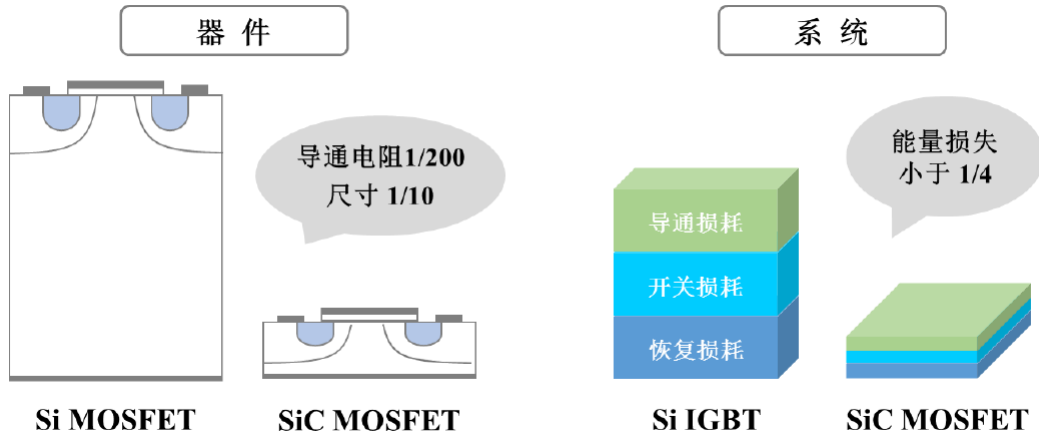 器 件
系 统
导通电阻1/200
尺寸 1/10
能量损失
小于 1/4
导通损耗
开关损耗
恢复损耗
Si MOSFET
SiC MOSFET
Si IGBT
SiC MOSFET